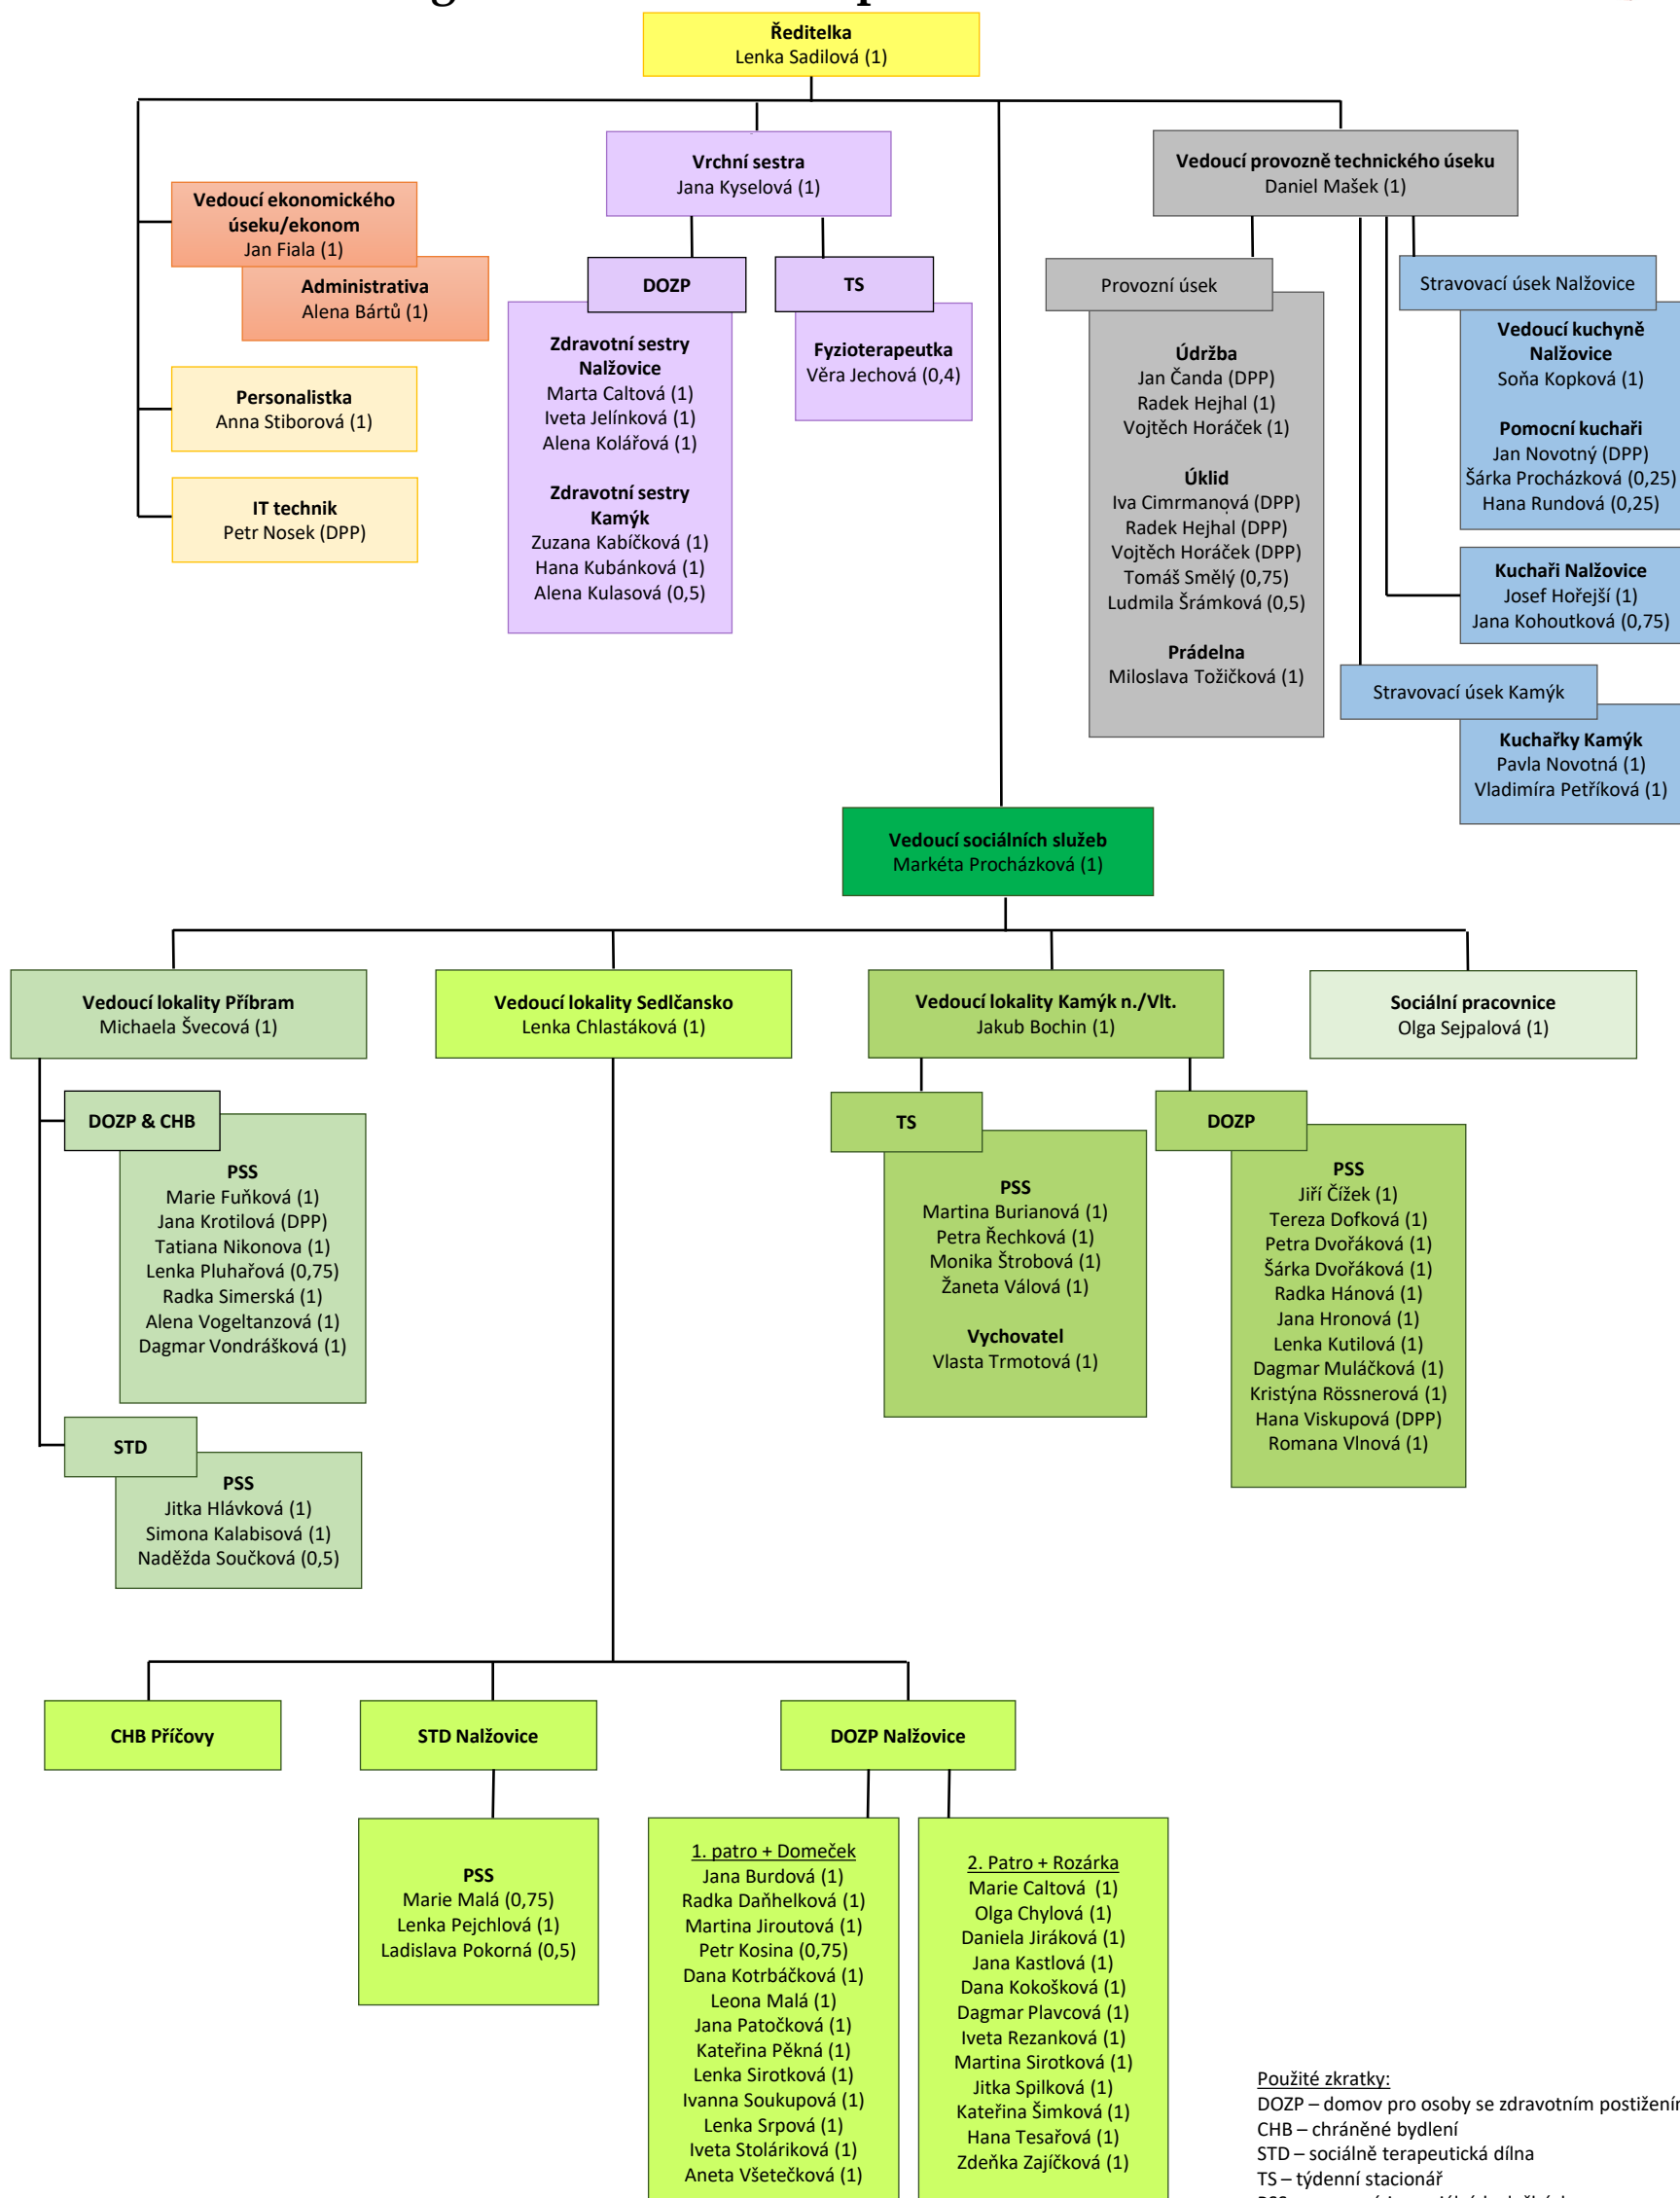 Ředitelka
Lenka Sadilová (1)
Vrchní sestra
Jana Kyselová (1)
Vedoucí provozně technického úseku
Daniel Mašek (1)
Vedoucí ekonomického
úseku/ekonom
Jan Fiala (1)
Administrativa
Alena Bártů (1)
Personalistka
Anna Stiborová (1)
IT technik
Petr Nosek (DPP)
DOZP
Zdravotní sestry
Nalžovice
Marta Caltová (1)
Iveta Jelínková (1)
Alena Kolářová (1)
Zdravotní sestry
Kamýk
Zuzana Kabíčková (1)
Hana Kubánková (1)
Alena Kulasová (0,5)
TS
Fyzioterapeutka
Věra Jechová (0,4)
Provozní úsek
Údržba
Jan Čanda (DPP)
Radek Hejhal (1)
Vojtěch Horáček (1)
Úklid
Iva Cimrmanová (DPP)
Radek Hejhal (DPP)
Vojtěch Horáček (DPP)
Tomáš Smělý (0,75)
Ludmila Šrámková (0,5)
Prádelna
Miloslava Tožičková (1)
Stravovací úsek Nalžovice
Vedoucí kuchyně
Nalžovice
Soňa Kopková (1)
Pomocní kuchaři
Jan Novotný (DPP)
Šárka Procházková (0,25)
Hana Rundová (0,25)
Kuchaři Nalžovice
Josef Hořejší (1)
Jana Kohoutková (0,75)
Stravovací úsek Kamýk
Kuchařky Kamýk
Pavla Novotná (1)
Vladimíra Petříková (1)
Vedoucí sociálních služeb
Markéta Procházková (1)
Vedoucí lokality Příbram
Michaela Švecová (1)
Vedoucí lokality Sedlčansko
Lenka Chlastáková (1)
Vedoucí lokality Kamýk n./Vlt.
Jakub Bochin (1)
Sociální pracovnice
Olga Sejpalová (1)
DOZP & CHB
PSS
Marie Fuňková (1)
Jana Krotilová (DPP)
Tatiana Nikonova (1)
Lenka Pluhařová (0,75)
Radka Simerská (1)
Alena Vogeltanzová (1)
Dagmar Vondrášková (1)
STD
PSS
Jitka Hlávková (1)
Simona Kalabisová (1)
Naděžda Součková (0,5)
TS
PSS
Martina Burianová (1)
Petra Řechková (1)
Monika Štrobová (1)
Žaneta Válová (1)
Vychovatel
Vlasta Trmotová (1)
DOZP
PSS
Jiří Čížek (1)
Tereza Dofková (1)
Petra Dvořáková (1)
Šárka Dvořáková (1)
Radka Hánová (1)
Jana Hronová (1)
Lenka Kutilová (1)
Dagmar Muláčková (1)
Kristýna Rössnerová (1)
Hana Viskupová (DPP)
Romana Vlnová (1)
CHB Příčovy
STD Nalžovice
DOZP Nalžovice
PSS
Marie Malá (0,75)
Lenka Pejchlová (1)
Ladislava Pokorná (0,5)
1. patro + Domeček
Jana Burdová (1)
Radka Daňhelková (1)
Martina Jiroutová (1)
Petr Kosina (0,75)
Dana Kotrbáčková (1)
Leona Malá (1)
Jana Patočková (1)
Kateřina Pěkná (1)
Lenka Sirotková (1)
Ivanna Soukupová (1)
Lenka Srpová (1)
Iveta Stoláriková (1)
Aneta Všetečková (1)
2. Patro + Rozárka
Marie Caltová (1)
Olga Chylová (1)
Daniela Jiráková (1)
Jana Kastlová (1)
Dana Kokošková (1)
Dagmar Plavcová (1)
Iveta Rezanková (1)
Martina Sirotková (1)
Jitka Spilková (1)
Kateřina Šimková (1)
Hana Tesařová (1)
Zdeňka Zajíčková (1)
Použité zkratky:
DOZP – domov pro osoby se zdravotním
CHB – chráněné bydlení
STD – sociálně terapeutická dílna
TS – týdenní stacionář